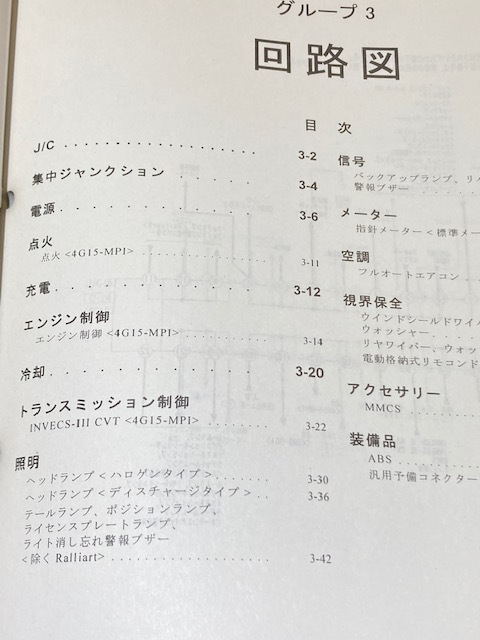 グループ 3
回路図
目 次
J/C . . . . . . . . . . . . . . . . . . . . 3-2
集中ジャンクション . . . . . . . . . . 3-4
電源 . . . . . . . . . . . . . . . . . . 3-6
点火
点火 <4G15-MPI> . . . . . . . . . . . . . . . 3-11
充電 . . . . . . . . . . . . . . . . . . 3-12
エンジン制御
エンジン制御 <4G15-MPI> . . . . . . . . . . . . 3-14
冷却 . . . . . . . . . . . . . . . . . . 3-20
トランスミッション制御
INVECS-III CVT <4G15-MPI> . . . . . . . . . . . 3-22
照明
ヘッドランプ < ハロゲンタイプ > . . . . . . . . . 3-30
ヘッドランプ < ディスチャージタイプ > . . . . 3-36
テールランプ、ポジションランプ、
ライセンスプレートランプ、
ライト消し忘れ警報ブザー
<除く Ralliart> . . . . . . . . . . . . . . . . . . 3-42
信号
バックアップランプ、リバ
警報ブザー . . . . . .
メーター
指針メーター < 標準メー
空調
フルオートエアコン . . . .
視界保全
ウインドシールドワイパ
ウォッシャー . . . . .
リヤワイパー、ウォッ
電動格納式リモコンド
アクセサリー
MMCS . . . . . . .
装備品
ABS . . . . . . . .
汎用予備コネクター